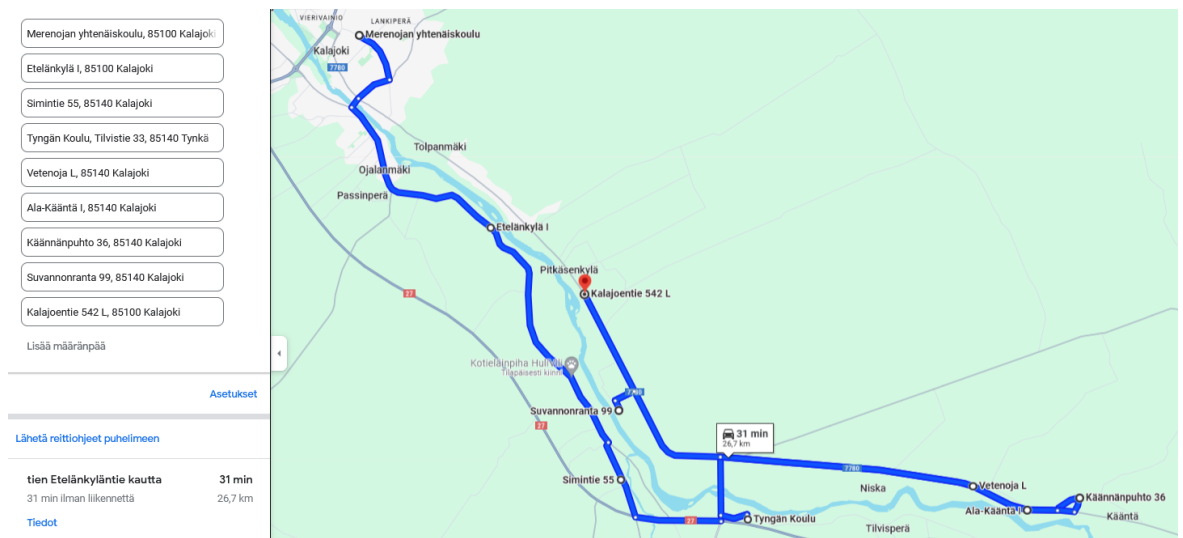 Merenojan yhtenäiskoulu, 85100 Kalajoki
Etelänkylä I, 85100 Kalajoki
Simintie 55, 85140 Kalajoki
Tyngän Koulu, Tilvistie 33, 85140 Tynkä
Vetenoja L, 85140 Kalajoki
Ala-Kääntä I, 85140 Kalajoki
Käännänpuhto 36, 85140 Kalajoki
Suvannonranta 99, 85140 Kalajoki
Kalajoentie 542 L, 85100 Kalajoki
Lisää määränpää
Asetukset
Lähetä reittiohjeet puhelimeen
tien Etelänkyläntie kautta 31 min
31 min ilman liikennettä 26,7 km
Tiedot
VIERIVAINIO
LANKIPERÄ
Merenojan yhtenäiskoulu
Kalajoki
7780
Tolpanmäki
Ojalanmäki
Passinperä
Etelänkylä I
Pitkäsenkylä
Kalajoentie 542 L
27
Kotieläinpiha Hulivili
Tilapäisesti kiinni
7780
Suvannonranta 99
27
31 min
26,7 km
7780
Simintie 55
Niska
Vetenoja L
Käännänpuhto 36
Ala-Kääntä I
Kääntä
27
Tyngän Koulu
Tilvisperä